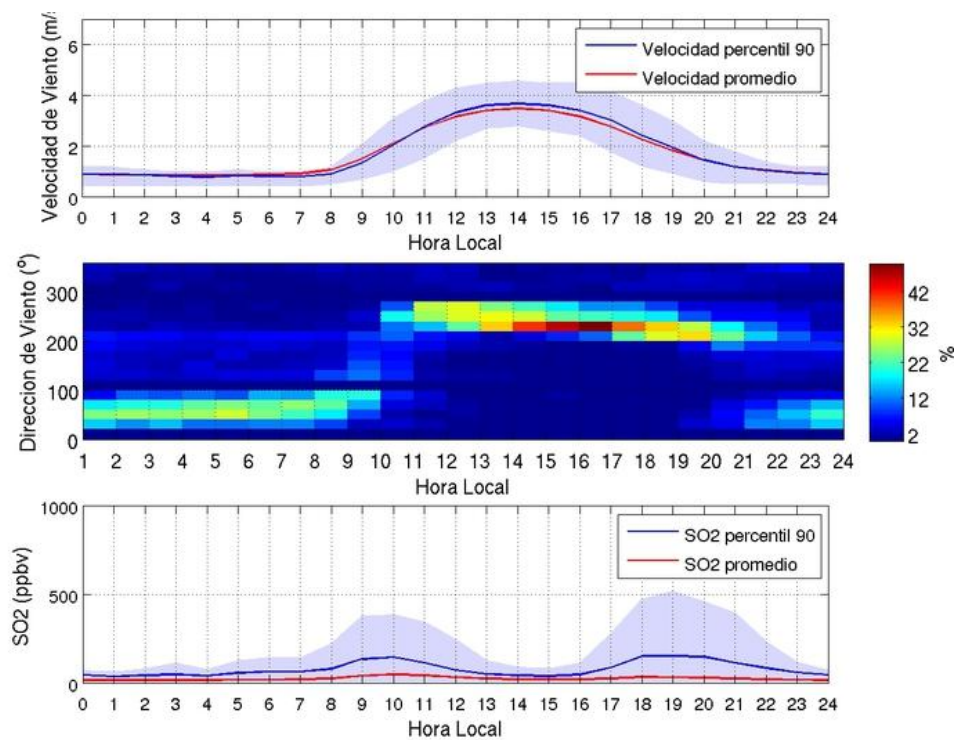 Velocidad de Viento (m/s
6
4
2
0
Velocidad percentil 90
Velocidad promedio
0 1 2 3 4 5 6 7 8 9 10 11 12 13 14 15 16 17 18 19 20 21 22 23 24
Hora Local
Direccion de Viento (°)
300
200
100
0
42
32
22
12
2
%
1 2 3 4 5 6 7 8 9 10 11 12 13 14 15 16 17 18 19 20 21 22 23 24
Hora Local
SO2 (ppbv)
1000
500
0
SO2 percentil 90
SO2 promedio
0 1 2 3 4 5 6 7 8 9 10 11 12 13 14 15 16 17 18 19 20 21 22 23 24
Hora Local